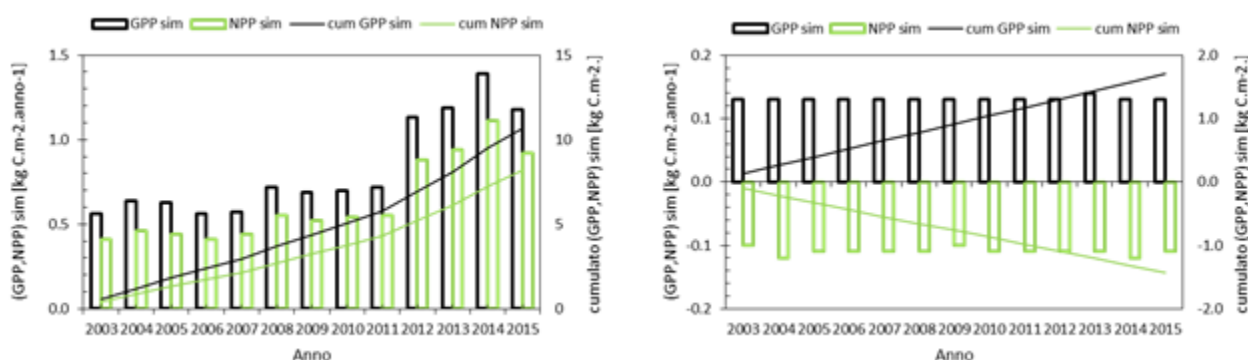 GPP sim NPP sim cum GPP sim cum NPP sim
(GPP,NPP) sim [kg C.m-2.anno-1]
1.5
1.0
0.5
0.0
15
10
5
0
cumulato (GPP,NPP) sim [kg C.m-2.]
2003 2004 2005 2006 2007 2008 2009 2010 2011 2012 2013 2014 2015
Anno
GPP sim NPP sim cum GPP sim cum NPP sim
(GPP,NPP) sim [kg C.m-2.anno-1]
0.2
0.1
0.0
-0.1
-0.2
2.0
1.0
0.0
-1.0
-2.0
cumulato (GPP,NPP) sim [kg C.m-2.]
2003 2004 2005 2006 2007 2008 2009 2010 2011 2012 2013 2014 2015
Anno